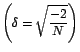 (δ = √(−2/N))